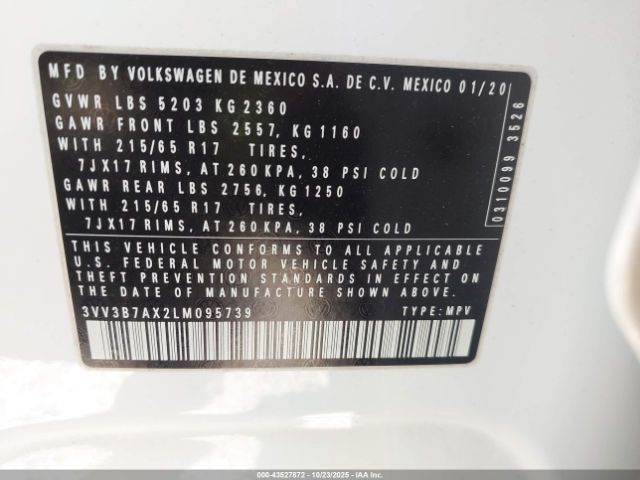 MFD BY VOLKSWAGEN DE MEXICO S.A. DE C.V. MEXICO 01/20
GVWR LBS 5203 KG 2360
GAWR FRONT LBS 2557, KG 1160
WITH 215/65 R17 TIRES,
7JX17 RIMS, AT 260 KPA, 38 PSI COLD
GAWR REAR LBS 2756, KG 1250
WITH 215/65 R17 TIRES,
7JX17 RIMS, AT 260 KPA, 38 PSI COLD
THIS VEHICLE CONFORMS TO ALL APPLICABLE
U.S. FEDERAL MOTOR VEHICLE SAFETY AND
THEFT PREVENTION STANDARDS IN EFFECT
ON THE DATE OF MANUFACTURE SHOWN ABOVE
3VV3B7AX2LM095739 TYPE: MPV
0310099 3526
000-43527872 - 10/23/2025 - IAAI.COM